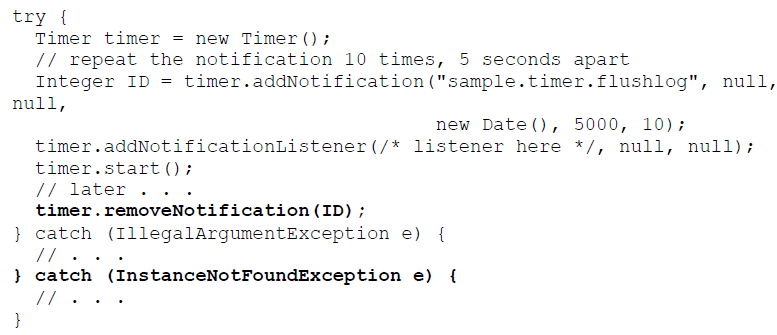 try {
  Timer timer = new Timer();
  // repeat the notification 10 times, 5 seconds apart
  Integer ID = timer.addNotification("sample.timer.flushlog", null,
null,
                                    new Date(), 5000, 10);
  timer.addNotificationListener(/* listener here */, null, null);
  timer.start();
  // later . . .
  timer.removeNotification(ID);
} catch (IllegalArgumentException e) {
  // . . .
} catch (InstanceNotFoundException e) {
  // . . .
}